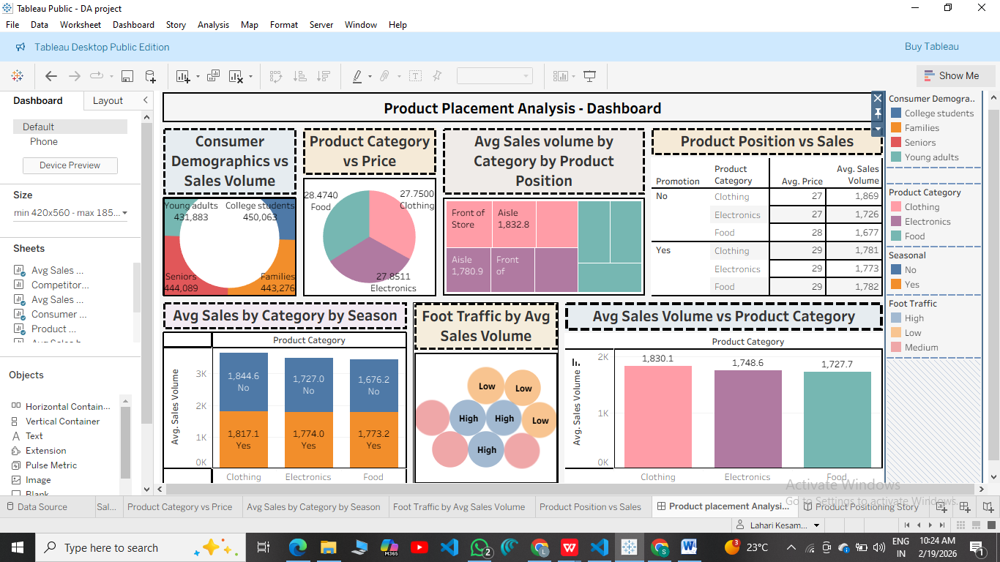 Tableau Public - DA project
File Data Worksheet Dashboard Story Analysis Map Format Server Window Help
Tableau Desktop Public Edition
Buy Tableau
Show Me
Dashboard Layout
Default
Phone
Device Preview
Size
min 420x560 - max 185...
Sheets
Avg Sales ...
Competitor...
Avg Sales ...
Consumer ...
Product ...
Objects
Horizontal Contain...
Vertical Container
Text
Extension
Pulse Metric
Image
Blank
Product Placement Analysis - Dashboard
Consumer
Demographics vs
Sales Volume
Young adults
431,883
College students
450,063
Seniors
444,089
Families
443,276
Product Category
vs Price
28.4740
Food
27.7500
Clothing
27.8511
Electronics
Avg Sales volume by
Category by Product
Position
Front of
Store
Aisle
1,832.8
Aisle
1,780.9
Front
of
Product Position vs Sales
Promotion Product Category Avg. Price Avg. Sales Volume
No Clothing 27 1,869
Electronics 27 1,726
Food 28 1,677
Yes Clothing 29 1,781
Electronics 29 1,773
Food 29 1,782
Avg Sales by Category by Season
Product Category
Avg. Sales Volume
3K
2K
1K
0K
1,844.6
No
1,727.0
No
1,676.2
No
1,817.1
Yes
1,774.0
Yes
1,773.2
Yes
Clothing Electronics Food
Foot Traffic by Avg
Sales Volume
Low
Low
High
High
Low
High
Avg Sales Volume vs Product Category
Product Category
Avg. Sales Volume
2K
1K
0K
1,830.1
1,748.6
1,727.7
Clothing Electronics Food
Consumer Demogra..
College students
Families
Seniors
Young adults
Product Category
Clothing
Electronics
Food
Seasonal
No
Yes
Foot Traffic
High
Low
Medium
Activate Windows
Go to Settings to activate Windows.
Data Source Sal... Product Category vs Price Avg Sales by Category by Season Foot Traffic by Avg Sales Volume Product Position vs Sales Product placement Analysi... Product Positioning Story
Lahari Kesam...
Type here to search
M365
2
L
S
3
23°C
ENG
IN
10:24 AM
2/19/2026
1